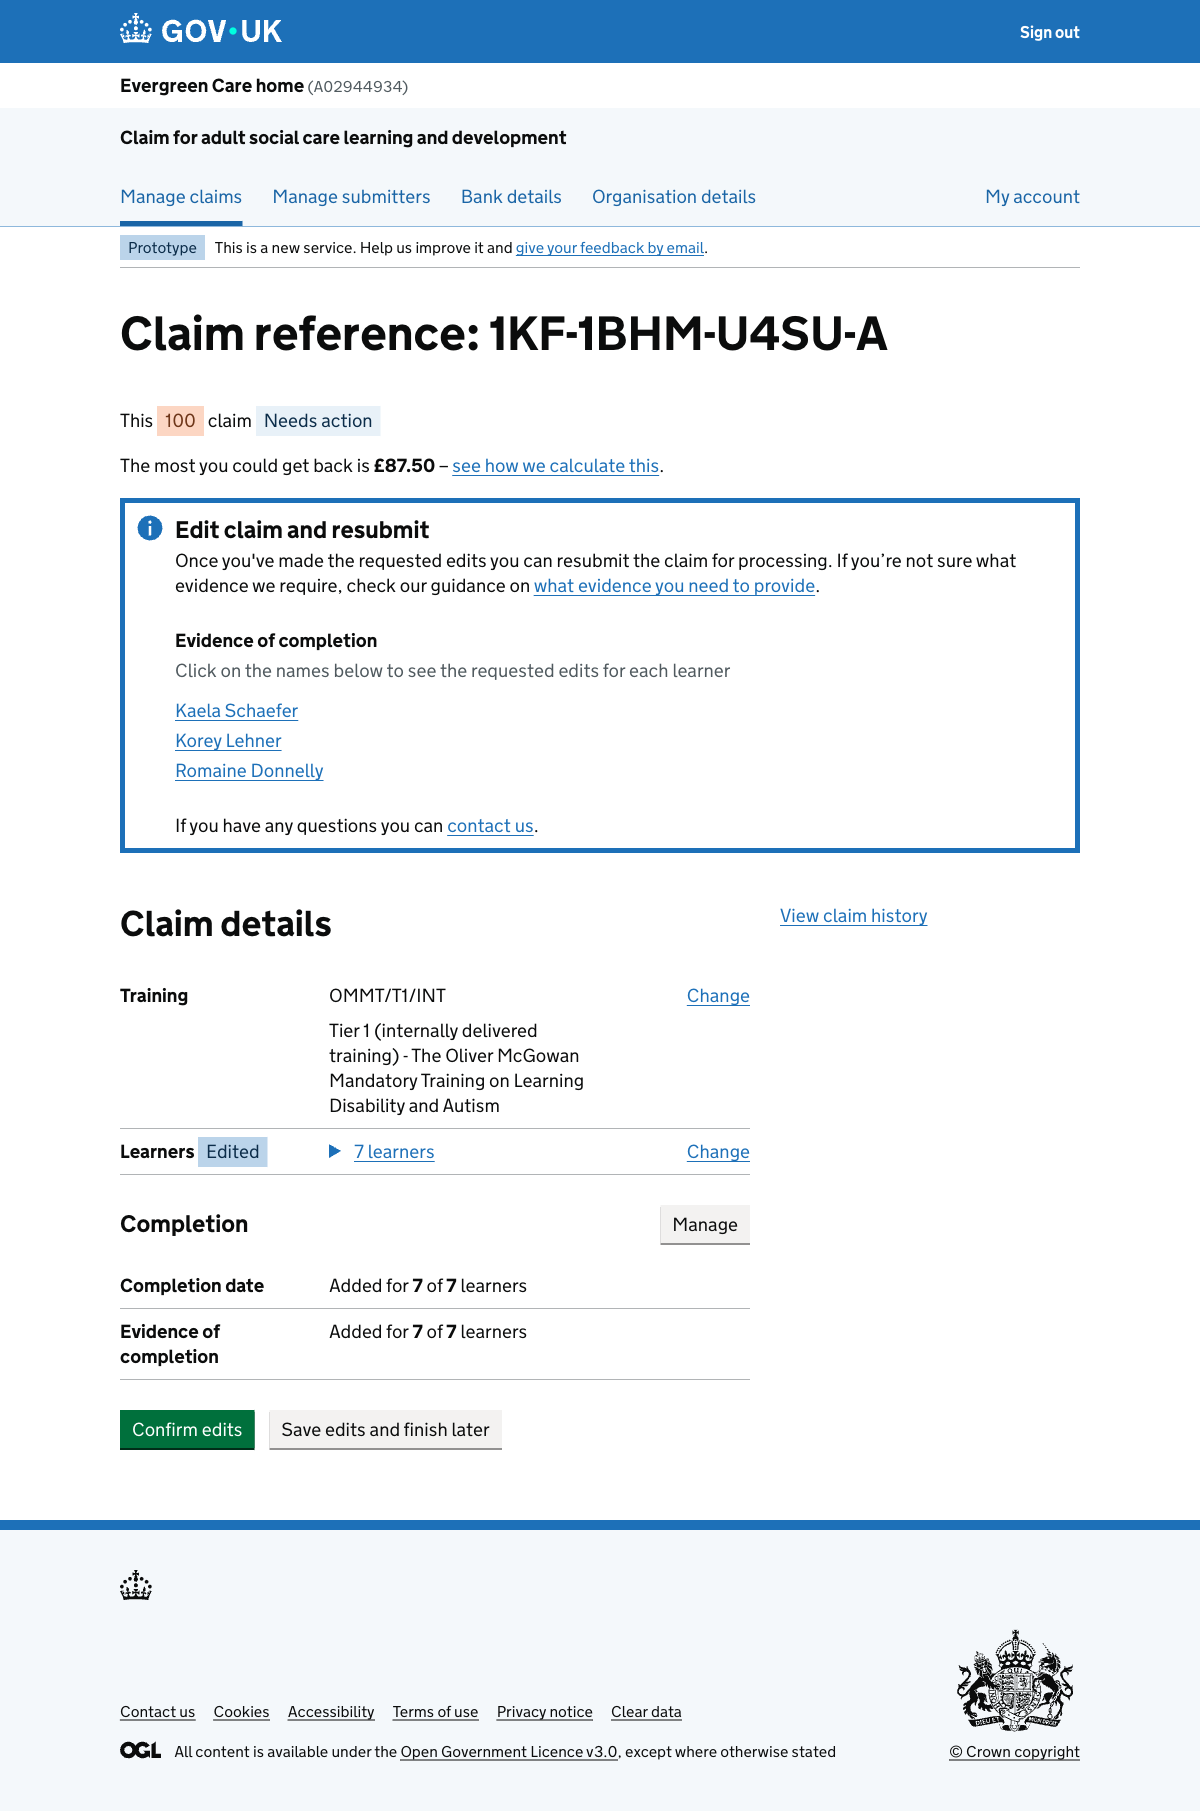 GOV·UK
Sign out
Evergreen Care home (A02944934)
Claim for adult social care learning and development
Manage claims Manage submitters Bank details Organisation details My account
Prototype This is a new service. Help us improve it and give your feedback by email.
Claim reference: 1KF-1BHM-U4SU-A
This 100 claim Needs action
The most you could get back is £87.50 – see how we calculate this.
Edit claim and resubmit
Once you've made the requested edits you can resubmit the claim for processing. If you’re not sure what
evidence we require, check our guidance on what evidence you need to provide.
Evidence of completion
Click on the names below to see the requested edits for each learner
Kaela Schaefer
Korey Lehner
Romaine Donnelly
If you have any questions you can contact us.
Claim details
View claim history
Training OMMT/T1/INT Change
Tier 1 (internally delivered
training) - The Oliver McGowan
Mandatory Training on Learning
Disability and Autism
Learners Edited 7 learners Change
Completion Manage
Completion date Added for 7 of 7 learners
Evidence of Added for 7 of 7 learners
completion
Confirm edits Save edits and finish later
Contact us Cookies Accessibility Terms of use Privacy notice Clear data
OGL All content is available under the Open Government Licence v3.0, except where otherwise stated
© Crown copyright